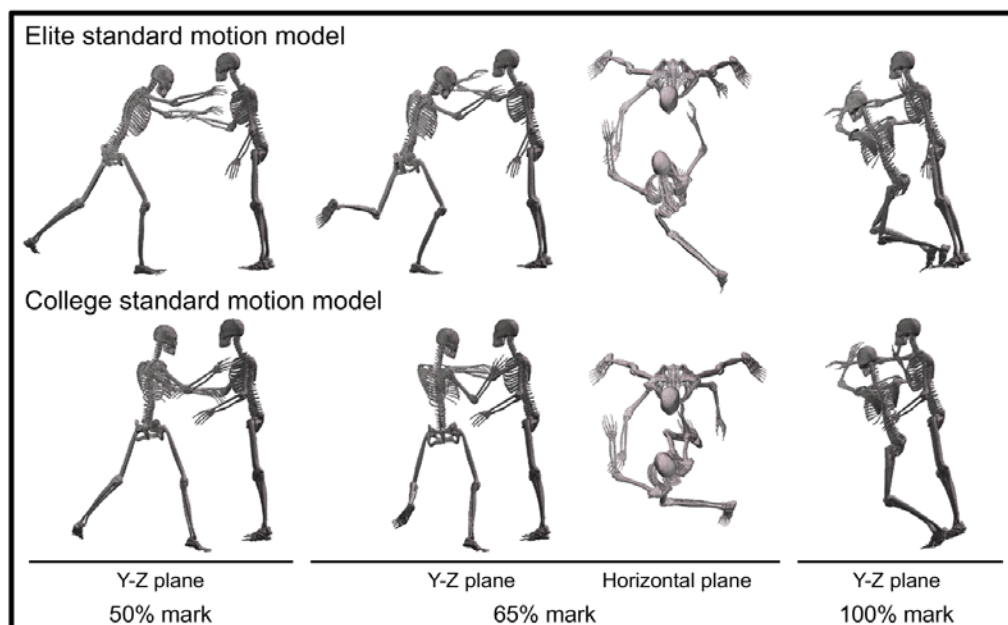 Elite standard motion model
College standard motion model
Y-Z plane Y-Z plane Horizontal plane Y-Z plane
50% mark 65% mark 100% mark